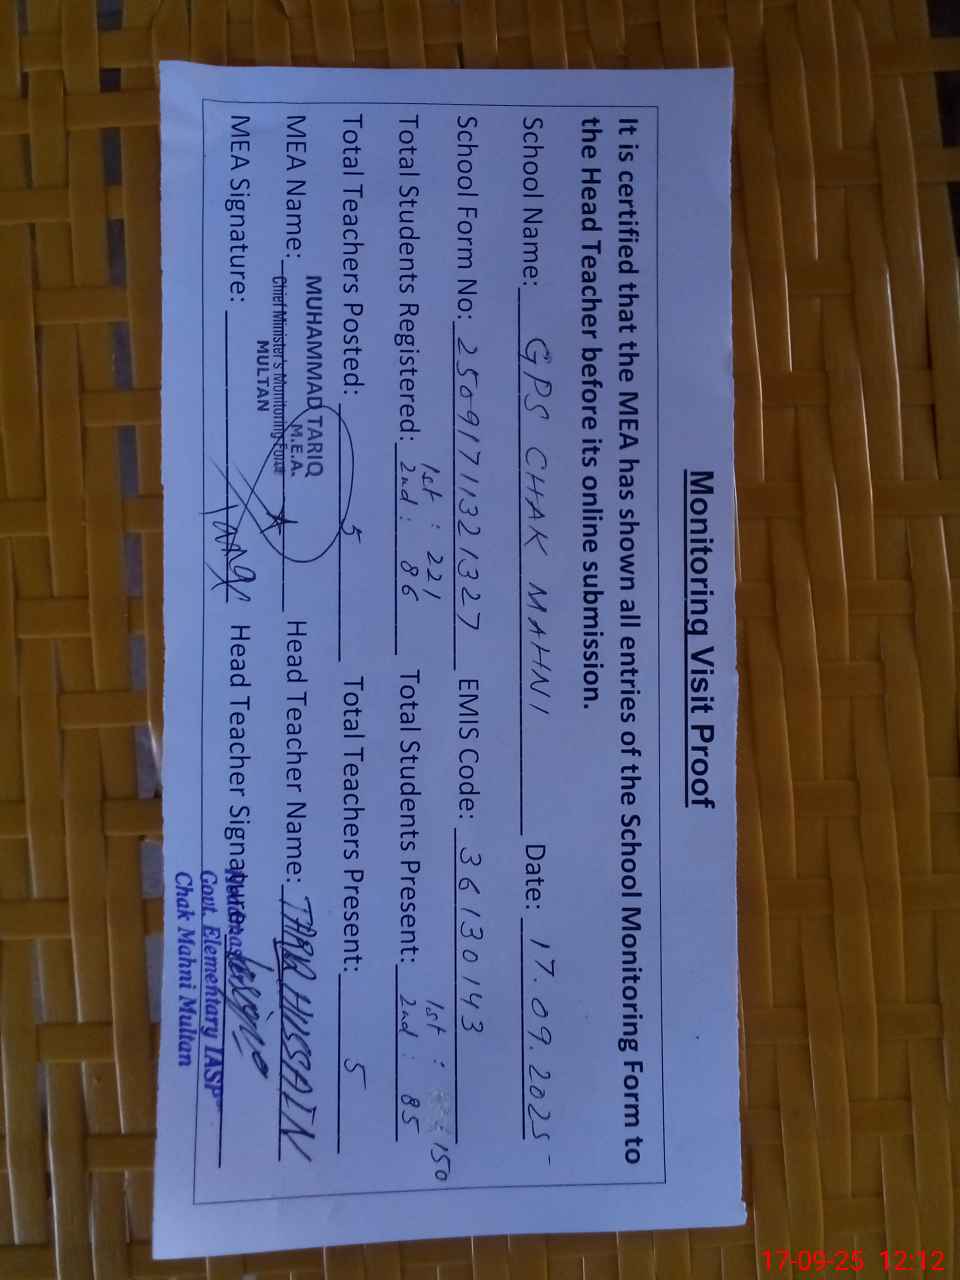 Monitoring Visit Proof
It is certified that the MEA has shown all entries of the School Monitoring Form to
the Head Teacher before its online submission.
School Name: GPS CHAK MAHNI Date: 17.09.2025
School Form No: 25091711321327 EMIS Code: 36130143
1st : 221 1st : 150
Total Students Registered: 2nd : 86 Total Students Present: 2nd : 85
Total Teachers Posted: 5 Total Teachers Present: 5
MUHAMMAD TARIQ
M.E.A.
MEA Name: Head Teacher Name: HUSSAIN
Chief Minister's Monitoring Force
MULTAN
MEA Signature: Tariq Head Teacher Signature:
Govt. Elementary
Chak Mahni Multan
17-09-25 12:12